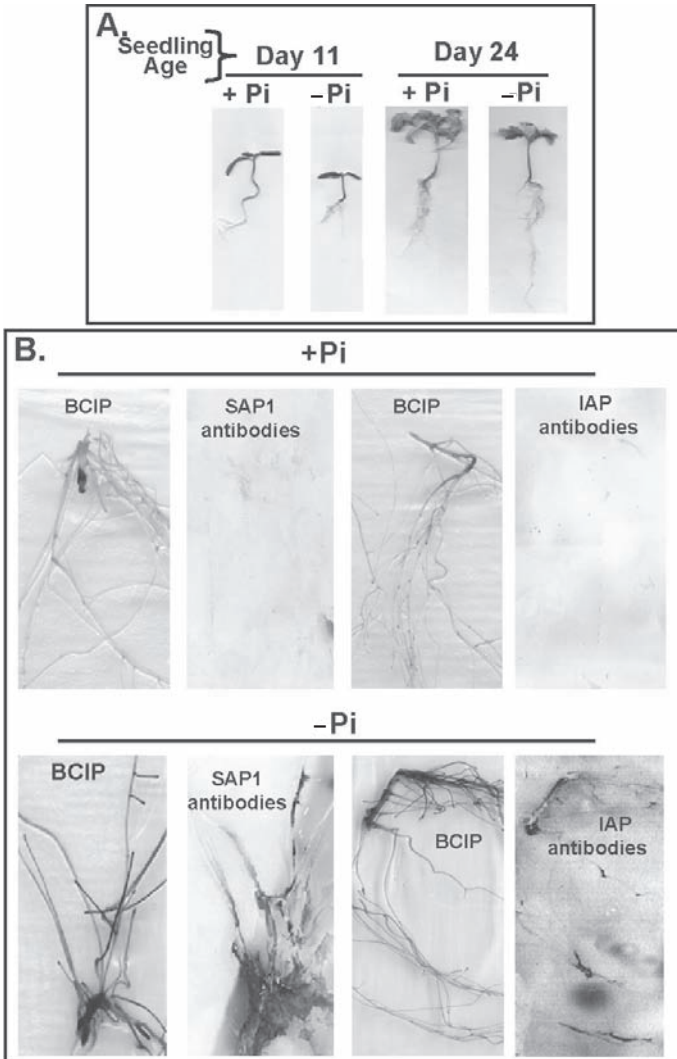 A.
Seedling
Age
Day 11
Day 24
+ Pi
–Pi
+ Pi
–Pi
B.
+Pi
BCIP
SAP1
antibodies
BCIP
IAP
antibodies
–Pi
BCIP
SAP1
antibodies
BCIP
IAP
antibodies